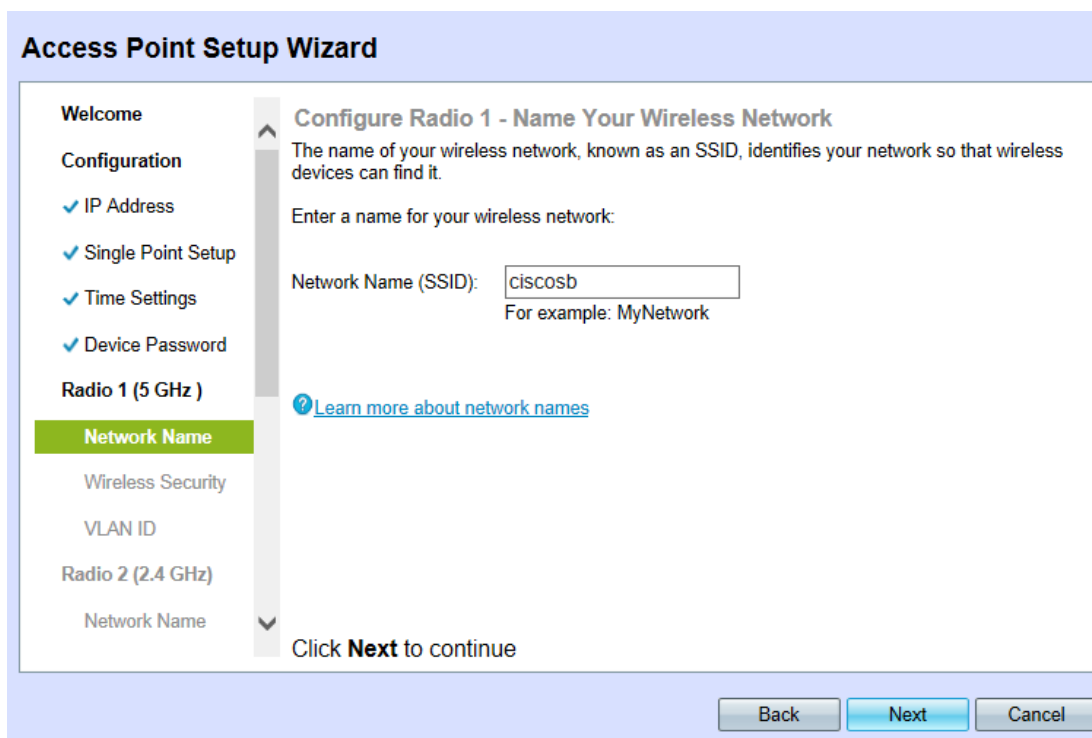 Access Point Setup Wizard
Welcome
Configuration
IP Address
Single Point Setup
Time Settings
Device Password
Radio 1 (5 GHz )
Network Name
Wireless Security
VLAN ID
Radio 2 (2.4 GHz)
Network Name
Configure Radio 1 - Name Your Wireless Network
The name of your wireless network, known as an SSID, identifies your network so that wireless
devices can find it.
Enter a name for your wireless network:
Network Name (SSID): ciscosb
For example: MyNetwork
?Learn more about network names
Click Next to continue
Back Next Cancel